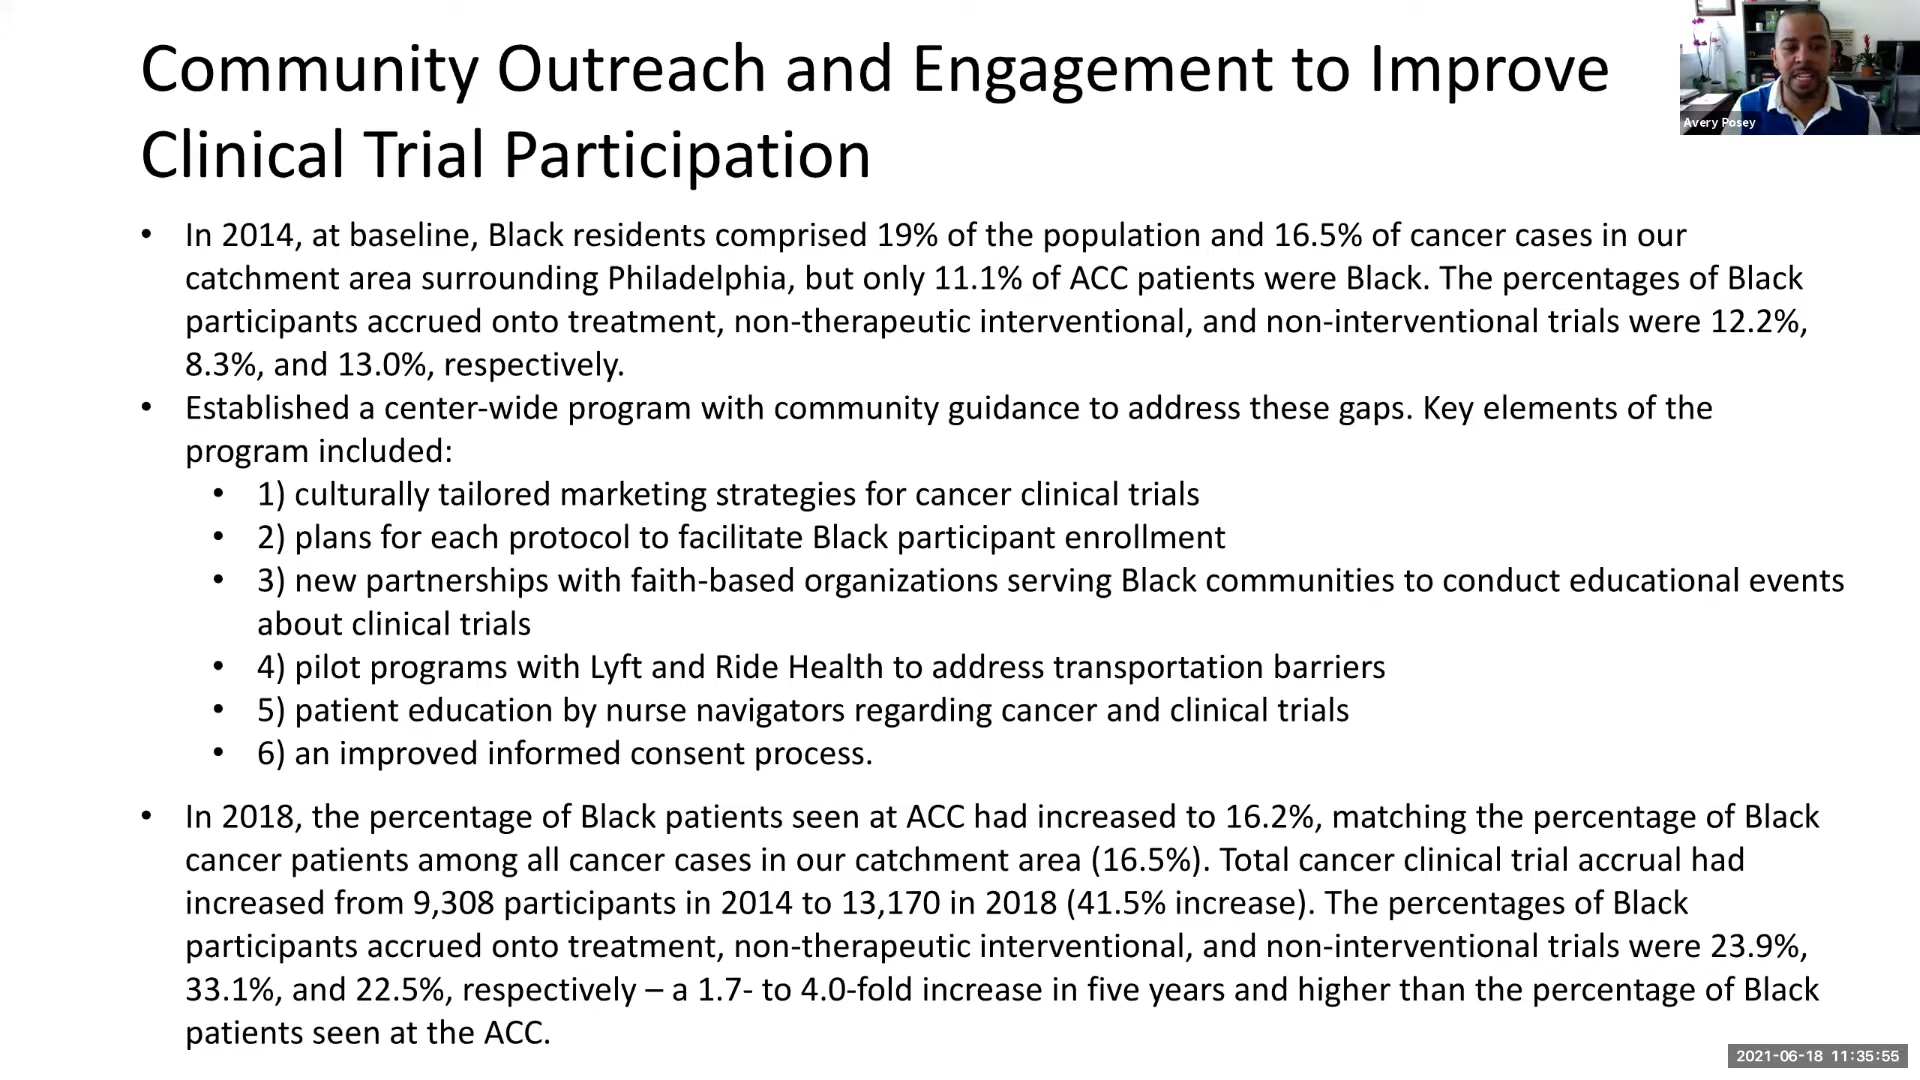 Community Outreach and Engagement to Improve
Clinical Trial Participation
Avery Posey
• In 2014, at baseline, Black residents comprised 19% of the population and 16.5% of cancer cases in our
catchment area surrounding Philadelphia, but only 11.1% of ACC patients were Black. The percentages of Black
participants accrued onto treatment, non-therapeutic interventional, and non-interventional trials were 12.2%,
8.3%, and 13.0%, respectively.
• Established a center-wide program with community guidance to address these gaps. Key elements of the
program included:
• 1) culturally tailored marketing strategies for cancer clinical trials
• 2) plans for each protocol to facilitate Black participant enrollment
• 3) new partnerships with faith-based organizations serving Black communities to conduct educational events
about clinical trials
• 4) pilot programs with Lyft and Ride Health to address transportation barriers
• 5) patient education by nurse navigators regarding cancer and clinical trials
• 6) an improved informed consent process.
• In 2018, the percentage of Black patients seen at ACC had increased to 16.2%, matching the percentage of Black
cancer patients among all cancer cases in our catchment area (16.5%). Total cancer clinical trial accrual had
increased from 9,308 participants in 2014 to 13,170 in 2018 (41.5% increase). The percentages of Black
participants accrued onto treatment, non-therapeutic interventional, and non-interventional trials were 23.9%,
33.1%, and 22.5%, respectively – a 1.7- to 4.0-fold increase in five years and higher than the percentage of Black
patients seen at the ACC.
2021-06-18 11:35:55